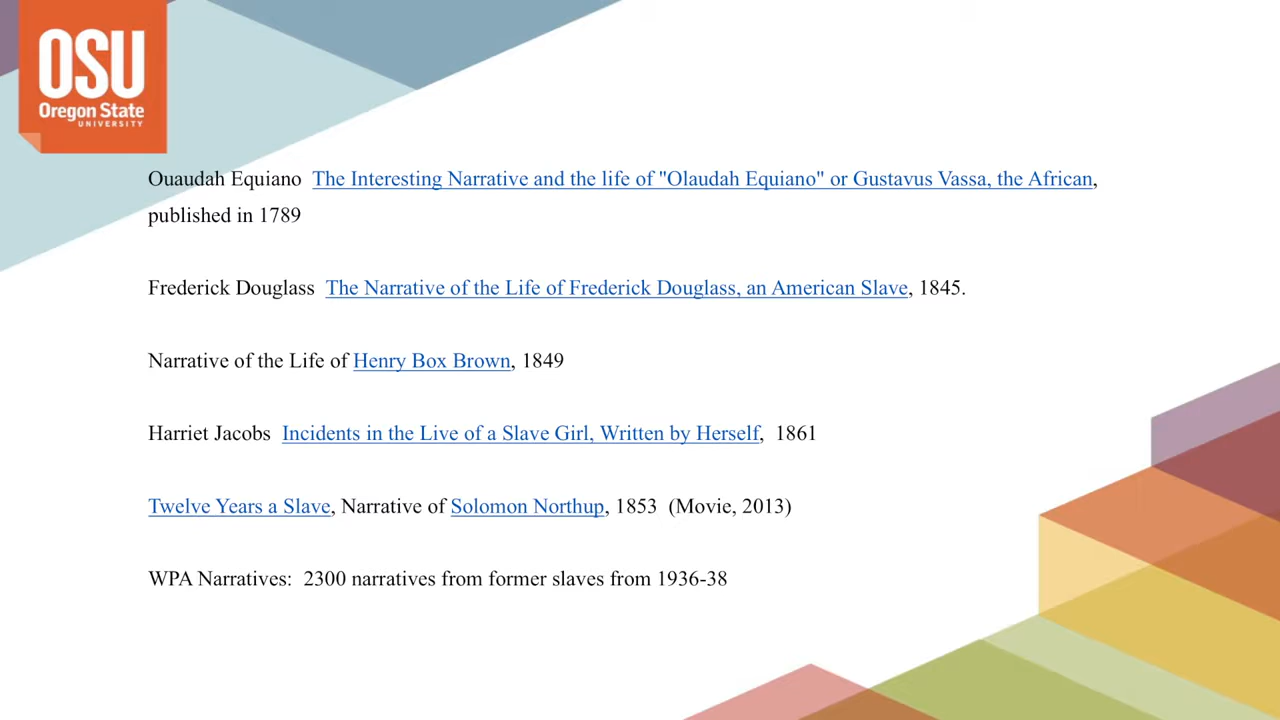 OSU
Oregon State
UNIVERSITY
Ouaudah Equiano The Interesting Narrative and the life of "Olaudah Equiano" or Gustavus Vassa, the African,
published in 1789
Frederick Douglass The Narrative of the Life of Frederick Douglass, an American Slave, 1845.
Narrative of the Life of Henry Box Brown, 1849
Harriet Jacobs Incidents in the Live of a Slave Girl, Written by Herself, 1861
Twelve Years a Slave, Narrative of Solomon Northup, 1853 (Movie, 2013)
WPA Narratives: 2300 narratives from former slaves from 1936-38